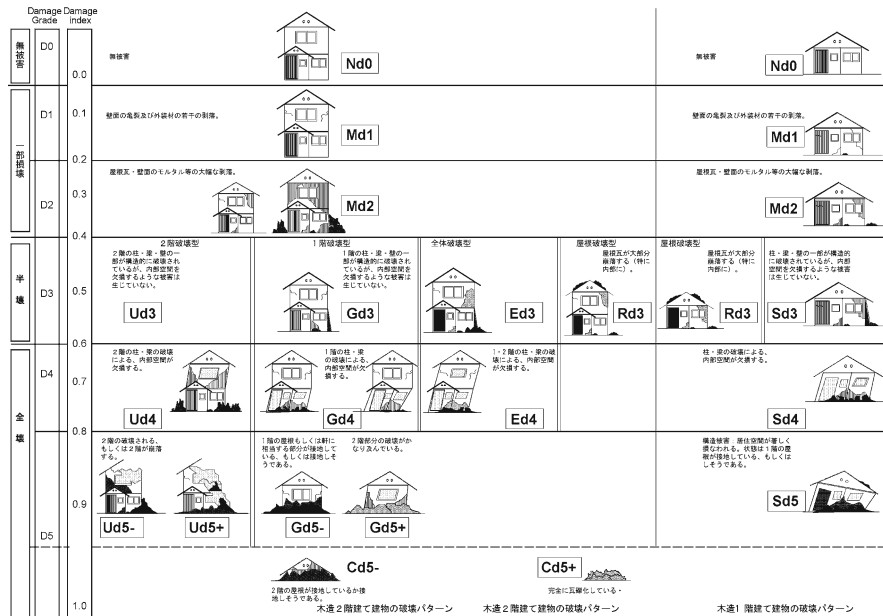 Damage Grade
Damage index
無被害
D0
0.0
無被害
Nd0
無被害
Nd0
一部損壊
D1
0.1
壁面の亀裂及び外装材の若干の剥落。
Md1
壁面の亀裂及び外装材の若干の剥落。
Md1
0.2
D2
0.3
屋根瓦・壁面のモルタル等の大幅な剥落。
Md2
屋根瓦・壁面のモルタル等の大幅な剥落。
Md2
0.4
半壊
D3
0.5
2階破壊型
2階の柱・梁・壁の一
部が構造的に破壊され
ているが、内部空間を
欠損するような被害は
生じていない。
Ud3
1階破壊型
1階の柱・梁・壁の一
部が構造的に破壊され
ているが、内部空間を
欠損するような被害は
生じていない。
Gd3
全体破壊型
Ed3
屋根破壊型
屋根瓦が大部分
崩落する(特に
内部に)。
Rd3
屋根破壊型
屋根瓦が大部分
崩落する(特に
内部に)。
Rd3
柱・梁・壁の一部が構造的
に破壊されているが、内部
空間を欠損するような被害
は生じていない。
Sd3
0.6
全壊
D4
0.7
2階の柱・梁の破壊
による、内部空間が
欠損する。
Ud4
1階の柱・梁
の破壊による、
内部空間が欠
損する。
Gd4
1・2階の柱・梁の破
壊による、内部空間
が欠損する。
Ed4
柱・梁の破壊による、
内部空間が欠損する。
Sd4
0.8
D5
0.9
2階の破壊される、
もしくは2階が崩落
する。
Ud5-
Ud5+
1階の屋根もしくは軒に
相当する部分が接地して
いる、もしくは接地しそ
うである。
Gd5-
2階部分の破壊がか
なり及んでいる。
Gd5+
構造被害:居住空間が著しく
損なわれる。状態は1階の屋
根が接地している、もしくは
しそうである。
Sd5
Cd5-
2階の屋根が接地しているか接
地しそうである。
Cd5+
完全に瓦礫化している・
1.0
木造2階建て建物の破壊パターン
木造2階建て建物の破壊パターン
木造1階建て建物の破壊パターン